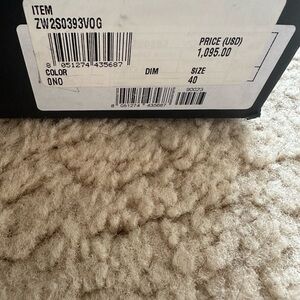 ITEM
ZW2S0393VOG
PRICE (USD)
1,095.00
8 051274 435687
COLOR DIM SIZE
0NO 40
90023
8 051274 435687